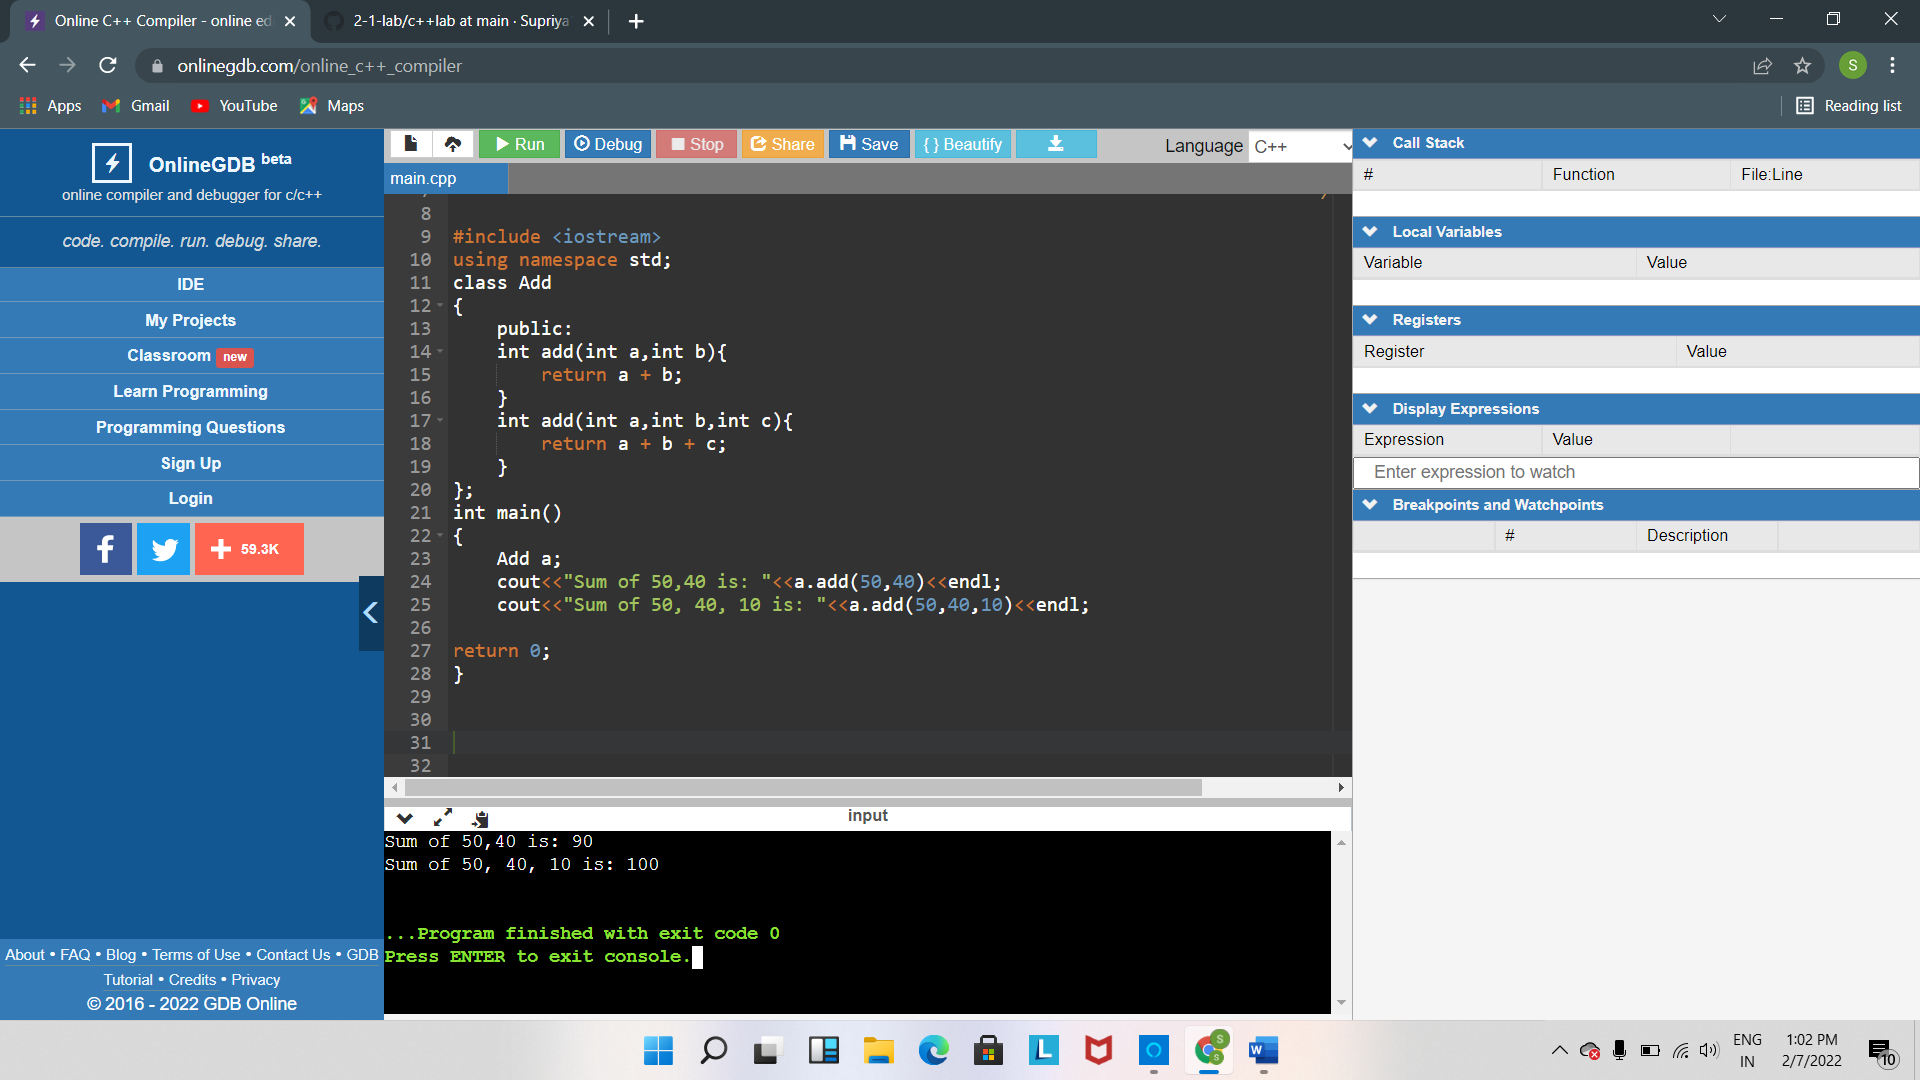 Online C++ Compiler - online ed
2-1-lab/c++lab at main · Supriya
onlinegdb.com/online_c++_compiler
S
Apps
Gmail
YouTube
Maps
Reading list
OnlineGDB beta
online compiler and debugger for c/c++
code. compile. run. debug. share.
IDE
My Projects
Classroom new
Learn Programming
Programming Questions
Sign Up
Login
59.3K
About • FAQ • Blog • Terms of Use • Contact Us • GDB
Tutorial • Credits • Privacy
© 2016 - 2022 GDB Online
Run
Debug
Stop
Share
Save
{ } Beautify
Language C++
main.cpp
8
9 #include <iostream>
10 using namespace std;
11 class Add
12 {
13     public:
14     int add(int a,int b){
15         return a + b;
16     }
17     int add(int a,int b,int c){
18         return a + b + c;
19     }
20 };
21 int main()
22 {
23     Add a;
24     cout<<"Sum of 50,40 is: "<<a.add(50,40)<<endl;
25     cout<<"Sum of 50, 40, 10 is: "<<a.add(50,40,10)<<endl;
26
27 return 0;
28 }
29
30
31
32
input
Sum of 50,40 is: 90
Sum of 50, 40, 10 is: 100
...Program finished with exit code 0
Press ENTER to exit console.
Call Stack
# Function File:Line
Local Variables
Variable Value
Registers
Register Value
Display Expressions
Expression Value
Enter expression to watch
Breakpoints and Watchpoints
# Description
L
S
S
W
ENG
IN
1:02 PM
2/7/2022
10